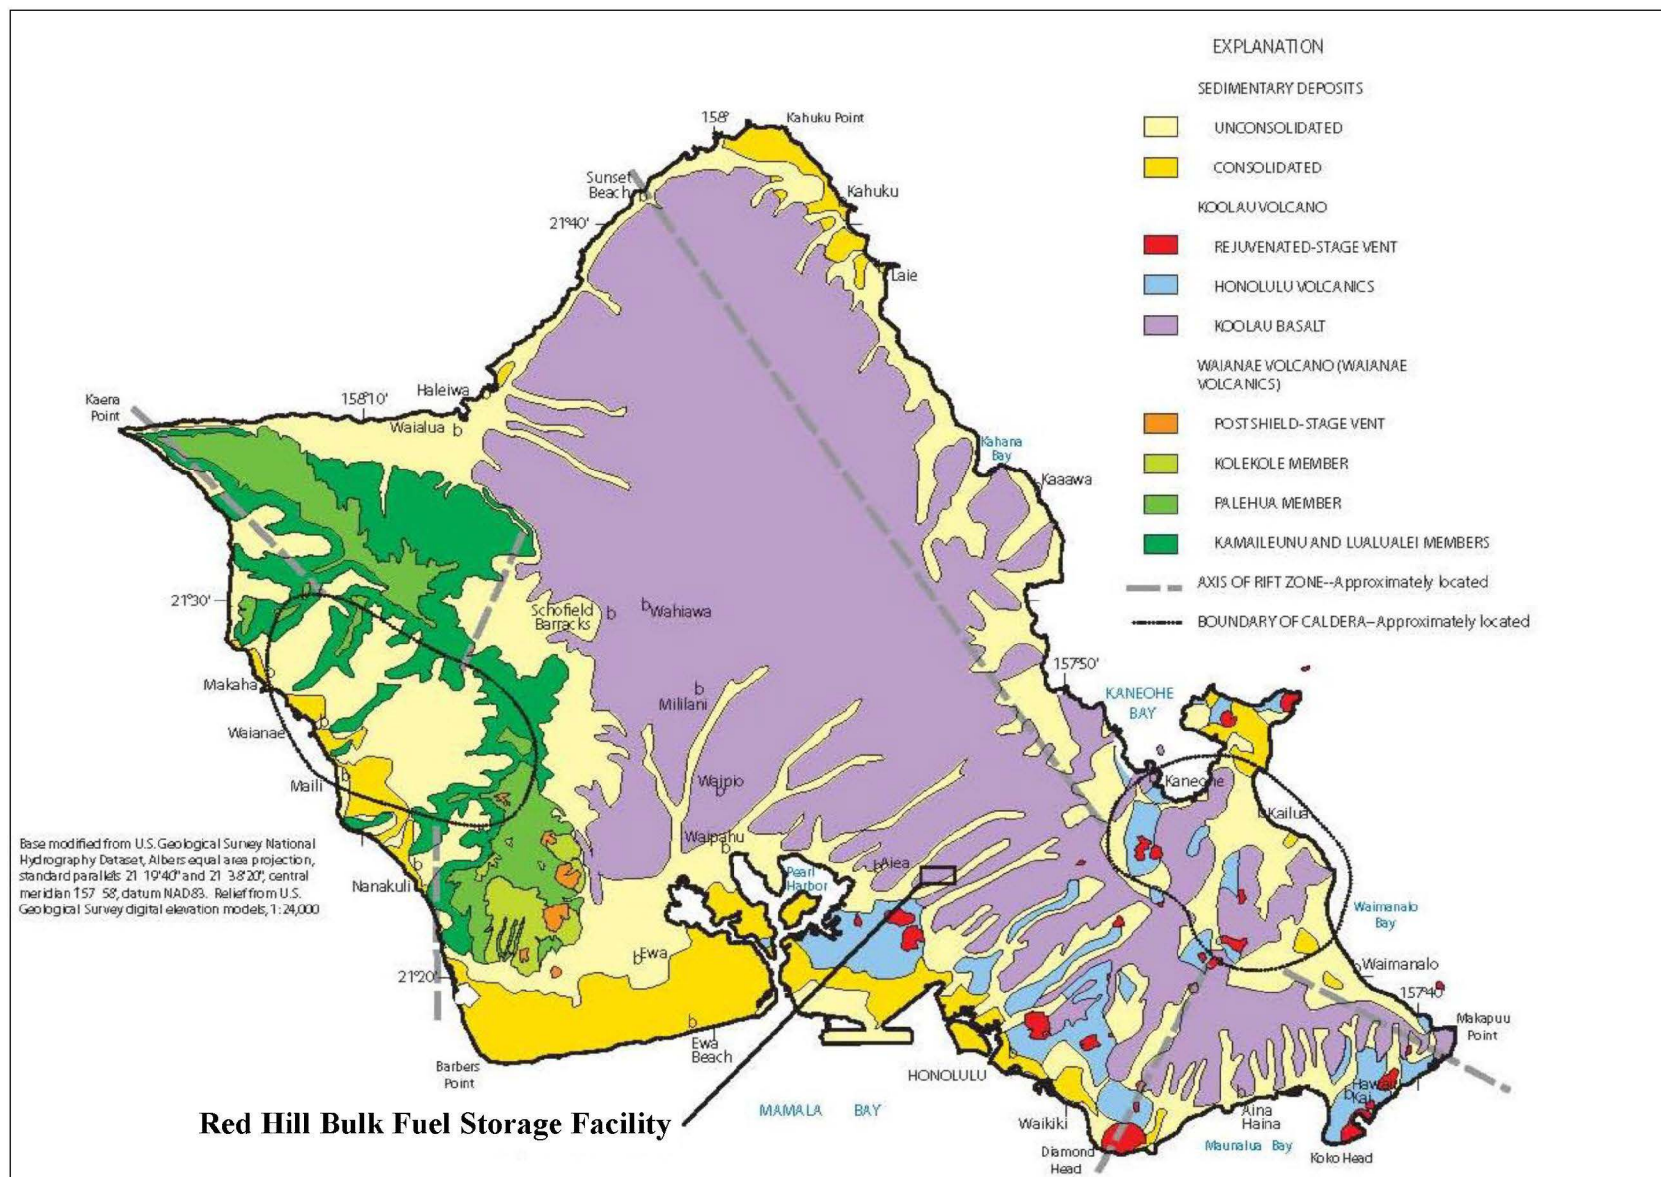 EXPLANATION
SEDIMENTARY DEPOSITS
UNCONSOLIDATED
CONSOLIDATED
KOOLAU VOLCANO
REJUVENATED-STAGE VENT
HONOLULU VOLCANICS
KOOLAU BASALT
WAIANAE VOLCANO (WAIANAE
VOLCANICS)
POSTSHIELD-STAGE VENT
KOLEKOLE MEMBER
PALEHUA MEMBER
KAMAILEUNU AND LUALUALEI MEMBERS
AXIS OF RIFT ZONE--Approximately located
BOUNDARY OF CALDERA--Approximately located
158°
Kahuku Point
Sunset
Beach
b
Kahuku
21°40'
Laie
Haleiwa
Kaera
Point
158°10'
Waialua b
Kahana
Bay
Kaaawa
21°30'
Schofield
Barracks
b
b
Wahiawa
157°50'
Makaha
b
b
Mililani
KANEOHE
BAY
Waianae
b
Maili
b
Waipio
b
Kaneohe
Kailua
Waipahu
b
Pearl
Harbor
b
Aiea
Nanakuli
b
Waimanalo
Bay
Base modified from U.S. Geological Survey National
Hydrography Dataset, Albers equal area projection,
standard parallels 21 19'40" and 21 38'20", central
meridian 157 58', datum NAD83. Relief from U.S.
Geological Survey digital elevation models, 1:24,000
bEwa
21°20'
Waimanalo
157°40'
Makapuu
Point
b
Ewa
Beach
Barbers
Point
HONOLULU
b
Hawaii
Kai
b
b
Aina
Haina
Red Hill Bulk Fuel Storage Facility
MAMALA BAY
Waikiki
Diamond
Head
Maunalua Bay
Koko Head